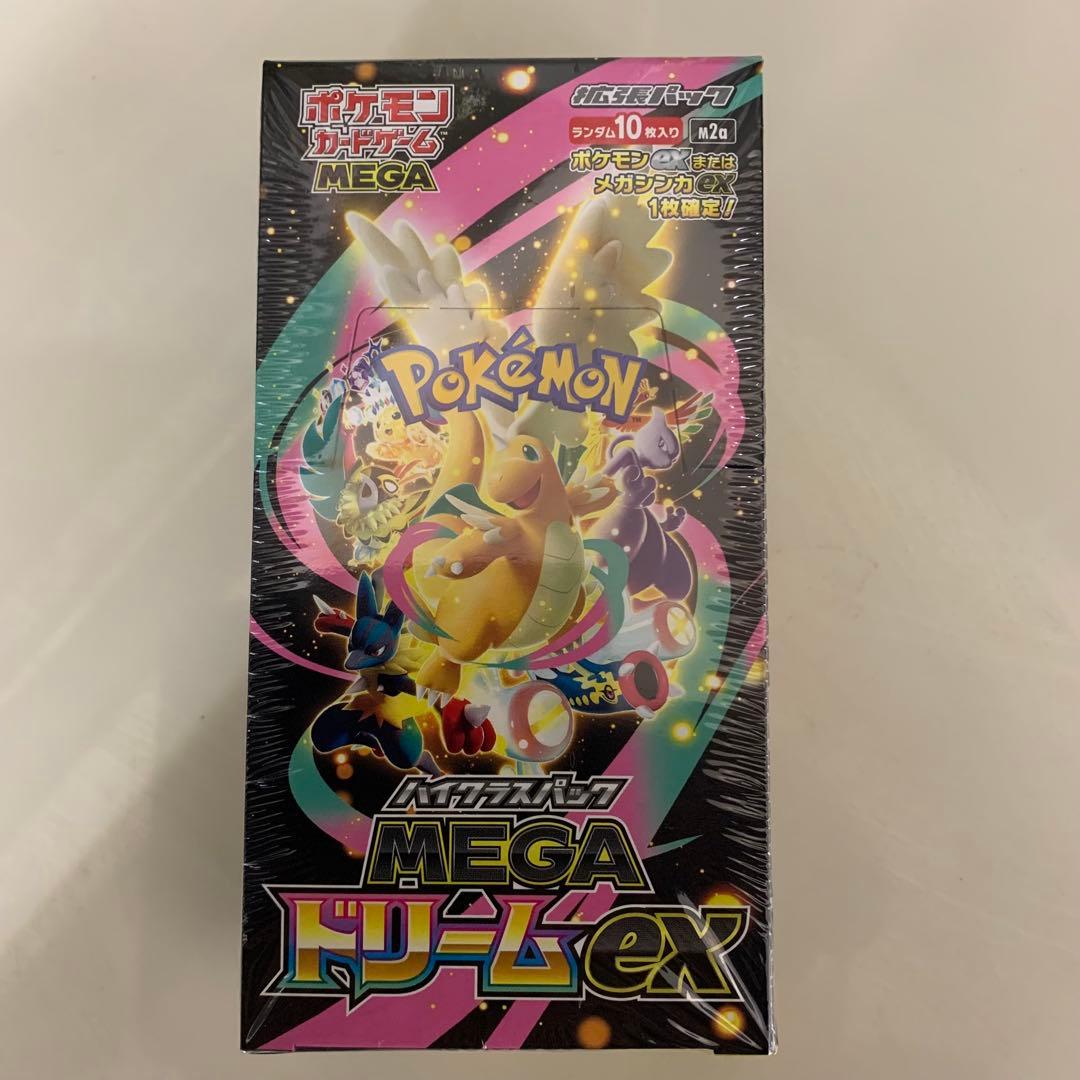 ポケモン
カードゲーム™
MEGA
拡張パック
ランダム10枚入り M2a
ポケモンexまたは
メガシンカex
1枚確定!
POKéMON™
ハイクラスパック
MEGA
ドリームex